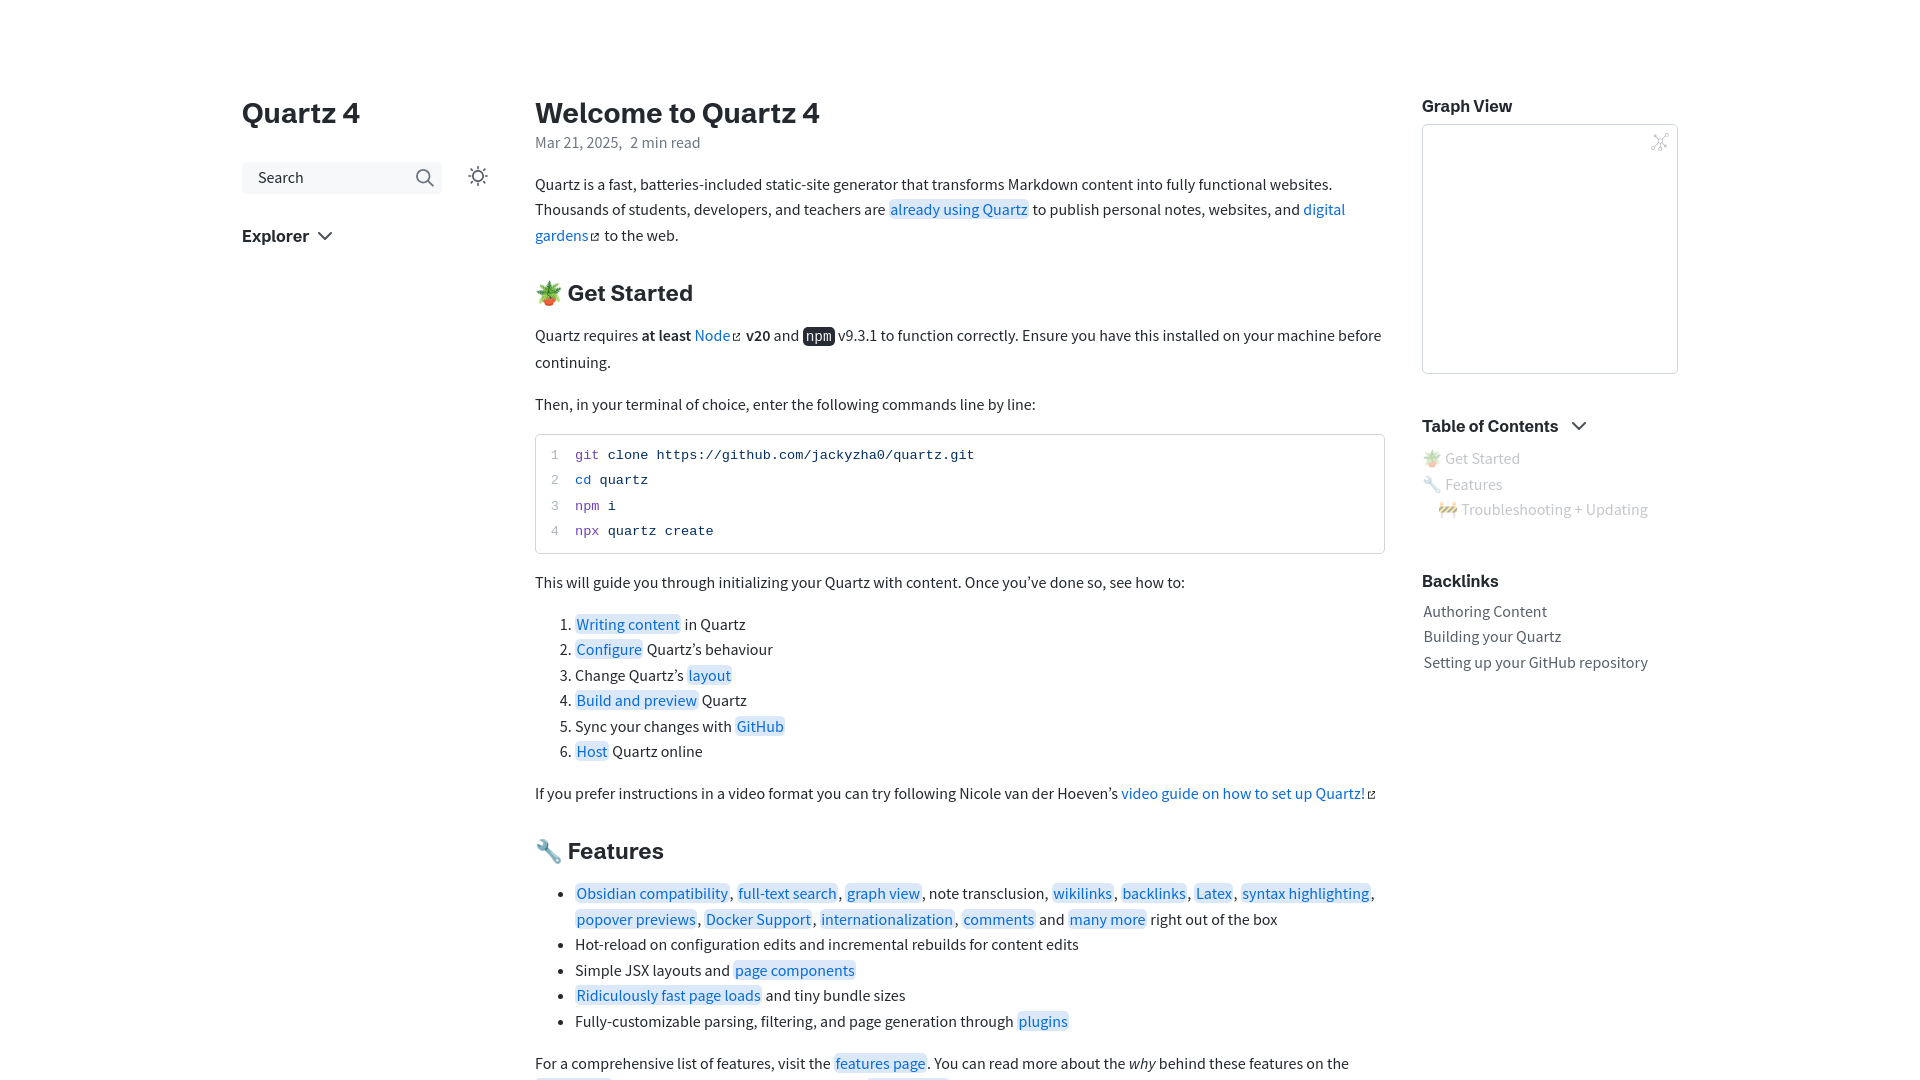 Quartz 4
Search
Explorer
Welcome to Quartz 4
Mar 21, 2025, 2 min read
Quartz is a fast, batteries-included static-site generator that transforms Markdown content into fully functional websites.
Thousands of students, developers, and teachers are already using Quartz to publish personal notes, websites, and digital
gardens to the web.
🪴 Get Started
Quartz requires at least Node v20 and npm v9.3.1 to function correctly. Ensure you have this installed on your machine before
continuing.
Then, in your terminal of choice, enter the following commands line by line:
1 git clone https://github.com/jackyzha0/quartz.git
2 cd quartz
3 npm i
4 npx quartz create
This will guide you through initializing your Quartz with content. Once you’ve done so, see how to:
1. Writing content in Quartz
2. Configure Quartz’s behaviour
3. Change Quartz’s layout
4. Build and preview Quartz
5. Sync your changes with GitHub
6. Host Quartz online
If you prefer instructions in a video format you can try following Nicole van der Hoeven’s video guide on how to set up Quartz!
🔧 Features
• Obsidian compatibility, full-text search, graph view, note transclusion, wikilinks, backlinks, Latex, syntax highlighting,
popover previews, Docker Support, internationalization, comments and many more right out of the box
• Hot-reload on configuration edits and incremental rebuilds for content edits
• Simple JSX layouts and page components
• Ridiculously fast page loads and tiny bundle sizes
• Fully-customizable parsing, filtering, and page generation through plugins
For a comprehensive list of features, visit the features page. You can read more about the why behind these features on the
Graph View
Table of Contents
🪴 Get Started
🔧 Features
🚧 Troubleshooting + Updating
Backlinks
Authoring Content
Building your Quartz
Setting up your GitHub repository